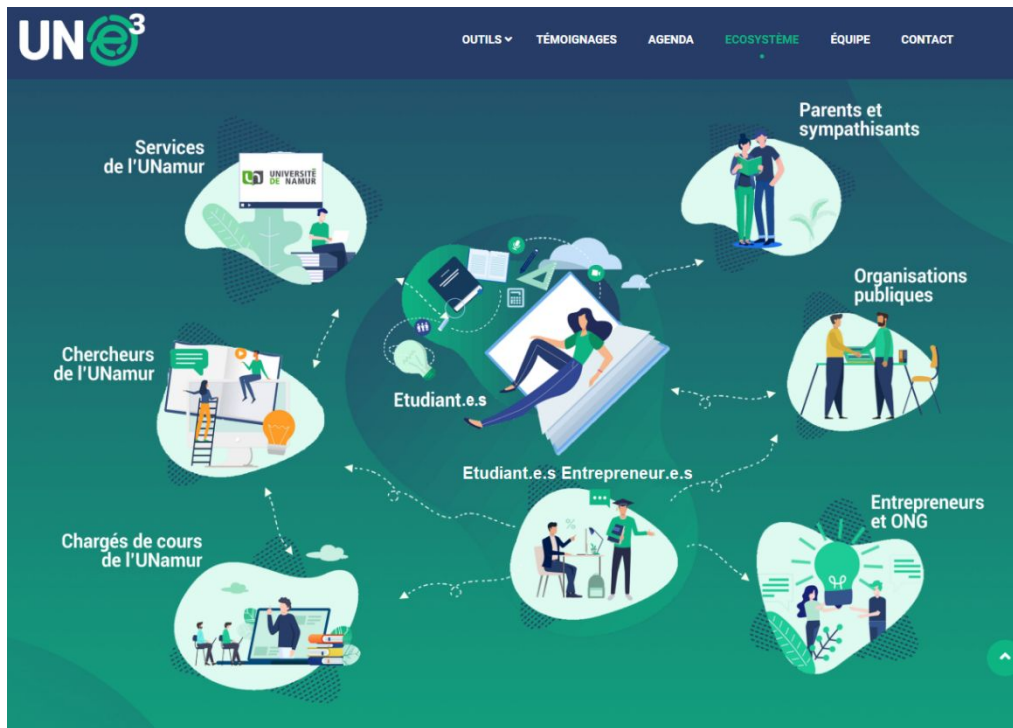 UNe³
OUTILS
TÉMOIGNAGES
AGENDA
ECOSYSTÈME
ÉQUIPE
CONTACT
Parents et
sympathisants
Services
de l'UNamur
UNIVERSITÉ
DE NAMUR
Organisations
publiques
Chercheurs
de l'UNamur
Etudiant.e.s
Etudiant.e.s Entrepreneur.e.s
Entrepreneurs
et ONG
Chargés de cours
de l'UNamur